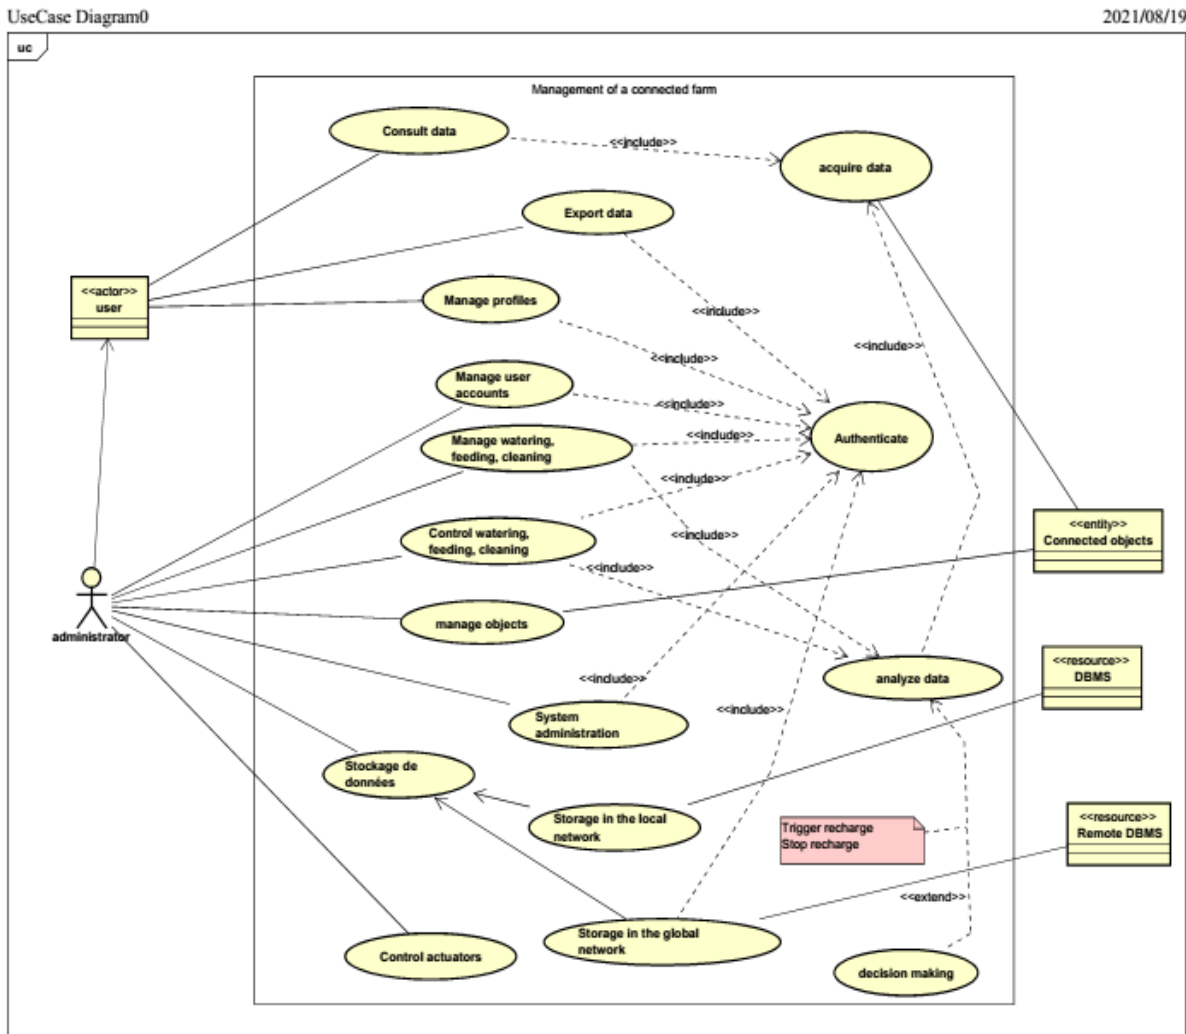 UseCase Diagram0
2021/08/19
uc
Management of a connected farm
Consult data
<<include>>
acquire data
Export data
<<actor>>
user
Manage profiles
<<include>>
<<include>>
<<include>>
Manage user
accounts
<<include>>
Manage watering,
feeding, cleaning
<<include>>
Authenticate
<<include>>
Control watering,
feeding, cleaning
<<include>>
<<entity>>
Connected objects
<<include>>
manage objects
administrator
<<include>>
analyze data
<<resource>>
DBMS
System
administration
<<include>>
Stockage de
données
Storage in the local
network
Trigger recharge
Stop recharge
<<resource>>
Remote DBMS
<<extend>>
Storage in the global
network
Control actuators
decision making